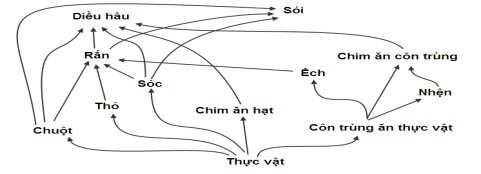 Sói
Diều hâu
Rắn
Chim ăn côn trùng
Ếch
Sóc
Nhện
Thỏ
Chim ăn hạt
Chuột
Côn trùng ăn thực vật
Thực vật